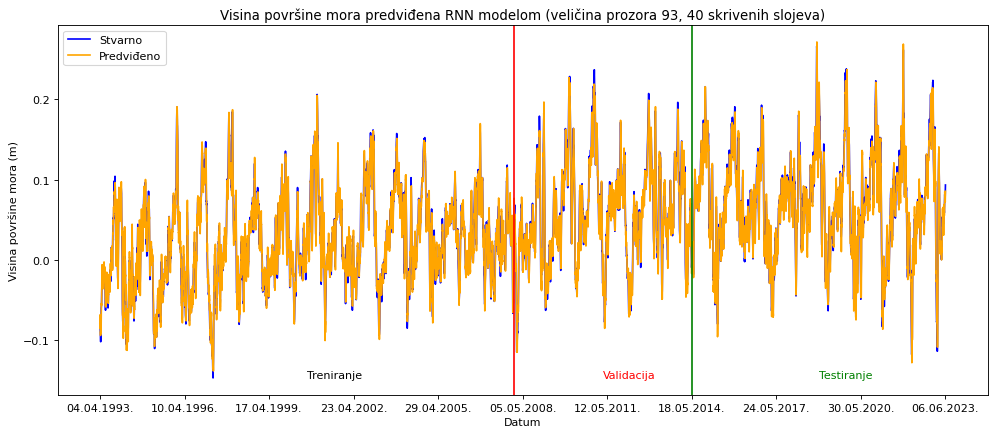 Visina površine mora predviđena RNN modelom (veličina prozora 93, 40 skrivenih slojeva)
Stvarno
Predviđeno
Visina površine mora (m)
0.2
0.1
0.0
−0.1
Treniranje
Validacija
Testiranje
04.04.1993. 10.04.1996. 17.04.1999. 23.04.2002. 29.04.2005. 05.05.2008. 12.05.2011. 18.05.2014. 24.05.2017. 30.05.2020. 06.06.2023.
Datum